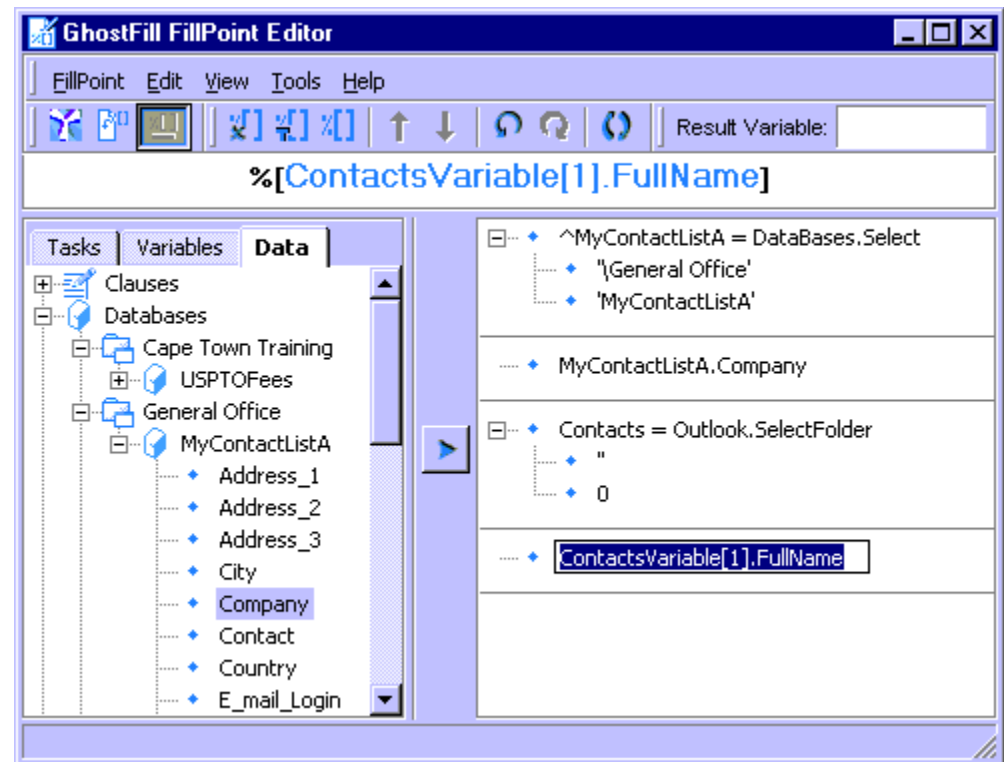 GhostFill FillPoint Editor
FillPoint Edit View Tools Help
Result Variable:
%[ContactsVariable[1].FullName]
Tasks Variables Data
Clauses
Databases
Cape Town Training
USPTOFees
General Office
MyContactListA
Address_1
Address_2
Address_3
City
Company
Contact
Country
E_mail_Login
^MyContactListA = DataBases.Select
'\General Office'
'MyContactListA'
MyContactListA.Company
Contacts = Outlook.SelectFolder
''
0
ContactsVariable[1].FullName